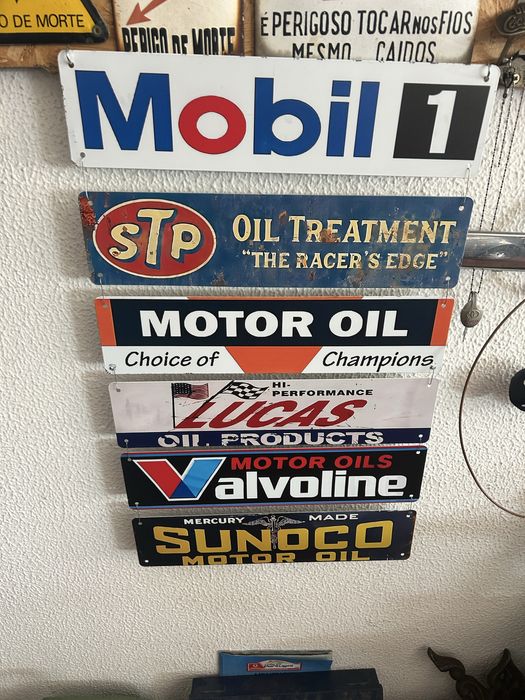 O DE MORTE
PERIGO DE MORTE
É PERIGOSO TOCAR NOS FIOS
MESMO CAIDOS
Mobil 1
STP
OIL TREATMENT
"THE RACER'S EDGE"
MOTOR OIL
Choice of Champions
HI-
PERFORMANCE
LUCAS
OIL PRODUCTS
MOTOR OILS
Valvoline
MERCURY MADE
SUNOCO
MOTOR OIL